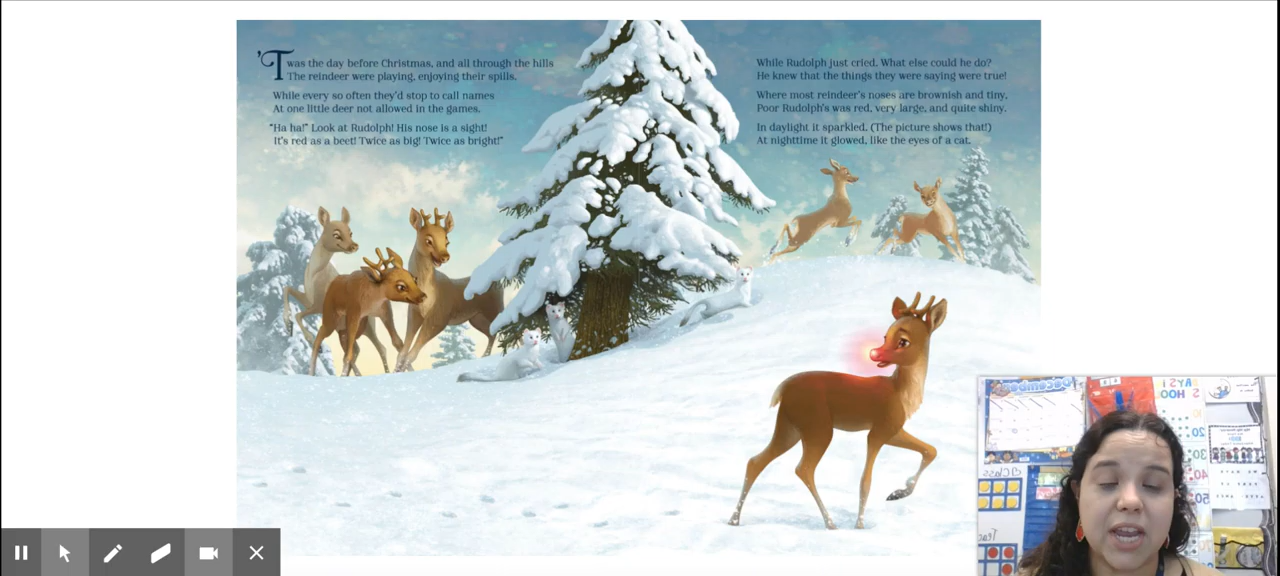 'Twas the day before Christmas, and all through the hills
The reindeer were playing, enjoying their spills.
While every so often they'd stop to call names
At one little deer not allowed in the games.
"Ha ha!" Look at Rudolph! His nose is a sight!
It's red as a beet! Twice as big! Twice as bright!"
While Rudolph just cried. What else could he do?
He knew that the things they were saying were true!
Where most reindeer's noses are brownish and tiny,
Poor Rudolph's was red, very large, and quite shiny.
In daylight it sparkled. (The picture shows that!)
At nighttime it glowed, like the eyes of a cat.
December
20
30
40
50